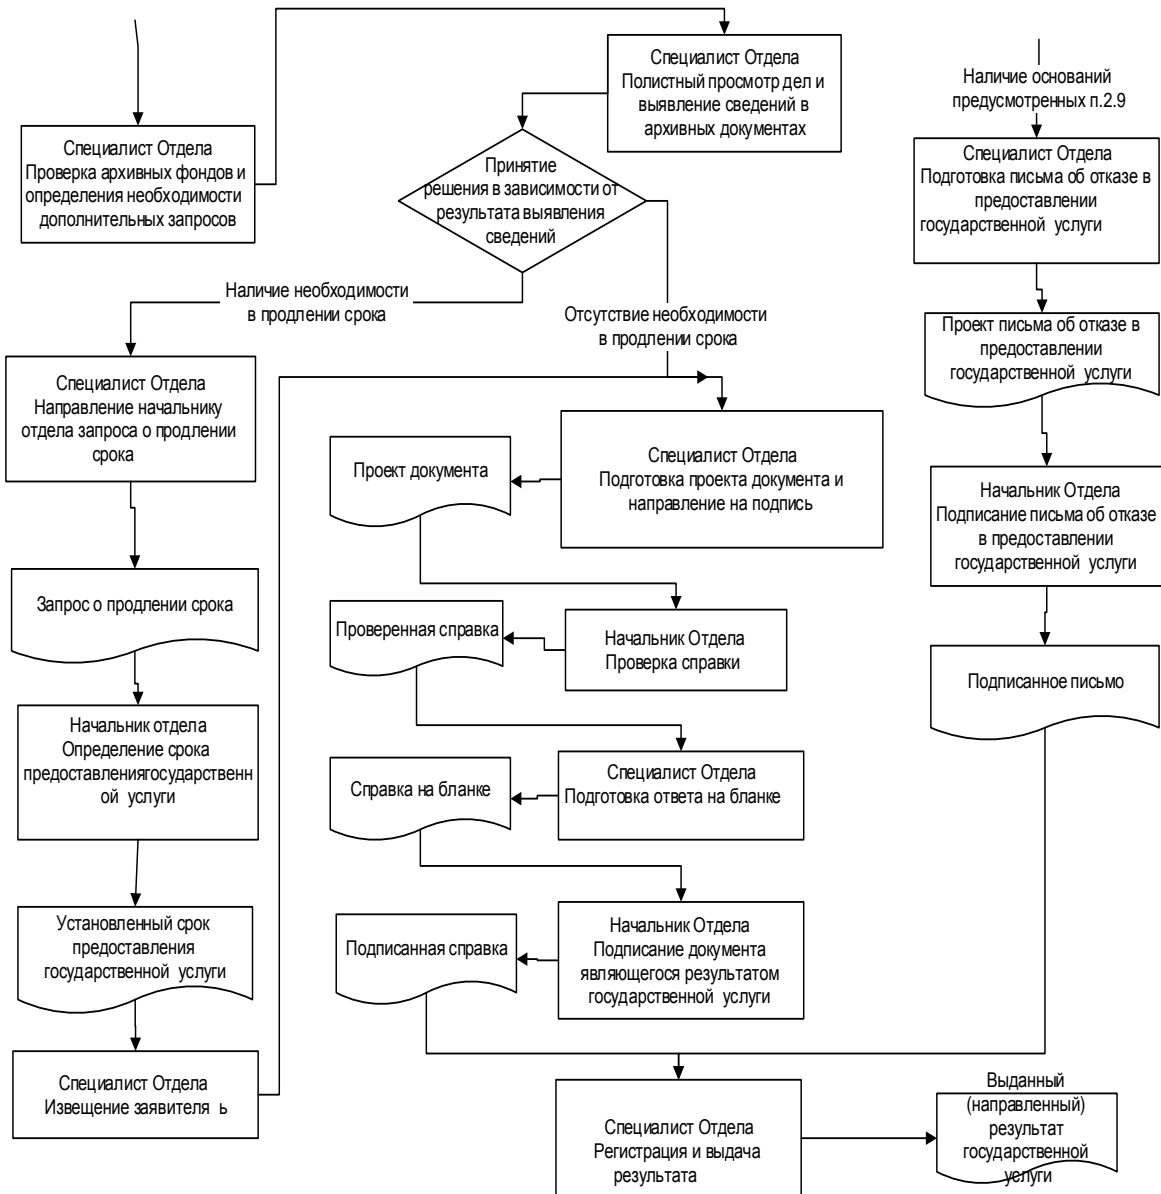 Специалист Отдела
Проверка архивных фондов и
определения необходимости
дополнительных запросов
Специалист Отдела
Полистный просмотр дел и
выявление сведений в
архивных документах
Принятие
решения в зависимости от
результата выявления
сведений
Наличие необходимости
в продлении срока
Отсутствие необходимости
в продлении срока
Специалист Отдела
Направление начальнику
отдела запроса о продлении
срока
Запрос о продлении срока
Начальник отдела
Определение срока
предоставлениягосударственн
ой услуги
Установленный срок
предоставления
государственной услуги
Специалист Отдела
Извещение заявителя ь
Специалист Отдела
Подготовка проекта документа и
направление на подпись
Проект документа
Начальник Отдела
Проверка справки
Проверенная справка
Специалист Отдела
Подготовка ответа на бланке
Справка на бланке
Начальник Отдела
Подписание документа
являющегося результатом
государственной услуги
Подписанная справка
Наличие оснований
предусмотренных п.2.9
Специалист Отдела
Подготовка письма об отказе в
предоставлении
государственной услуги
Проект письма об отказе в
предоставлении
государственной услуги
Начальник Отдела
Подписание письма об отказе
в предоставлении
государственной услуги
Подписанное письмо
Специалист Отдела
Регистрация и выдача
результата
Выданный
(направленный)
результат
государственной
услуги